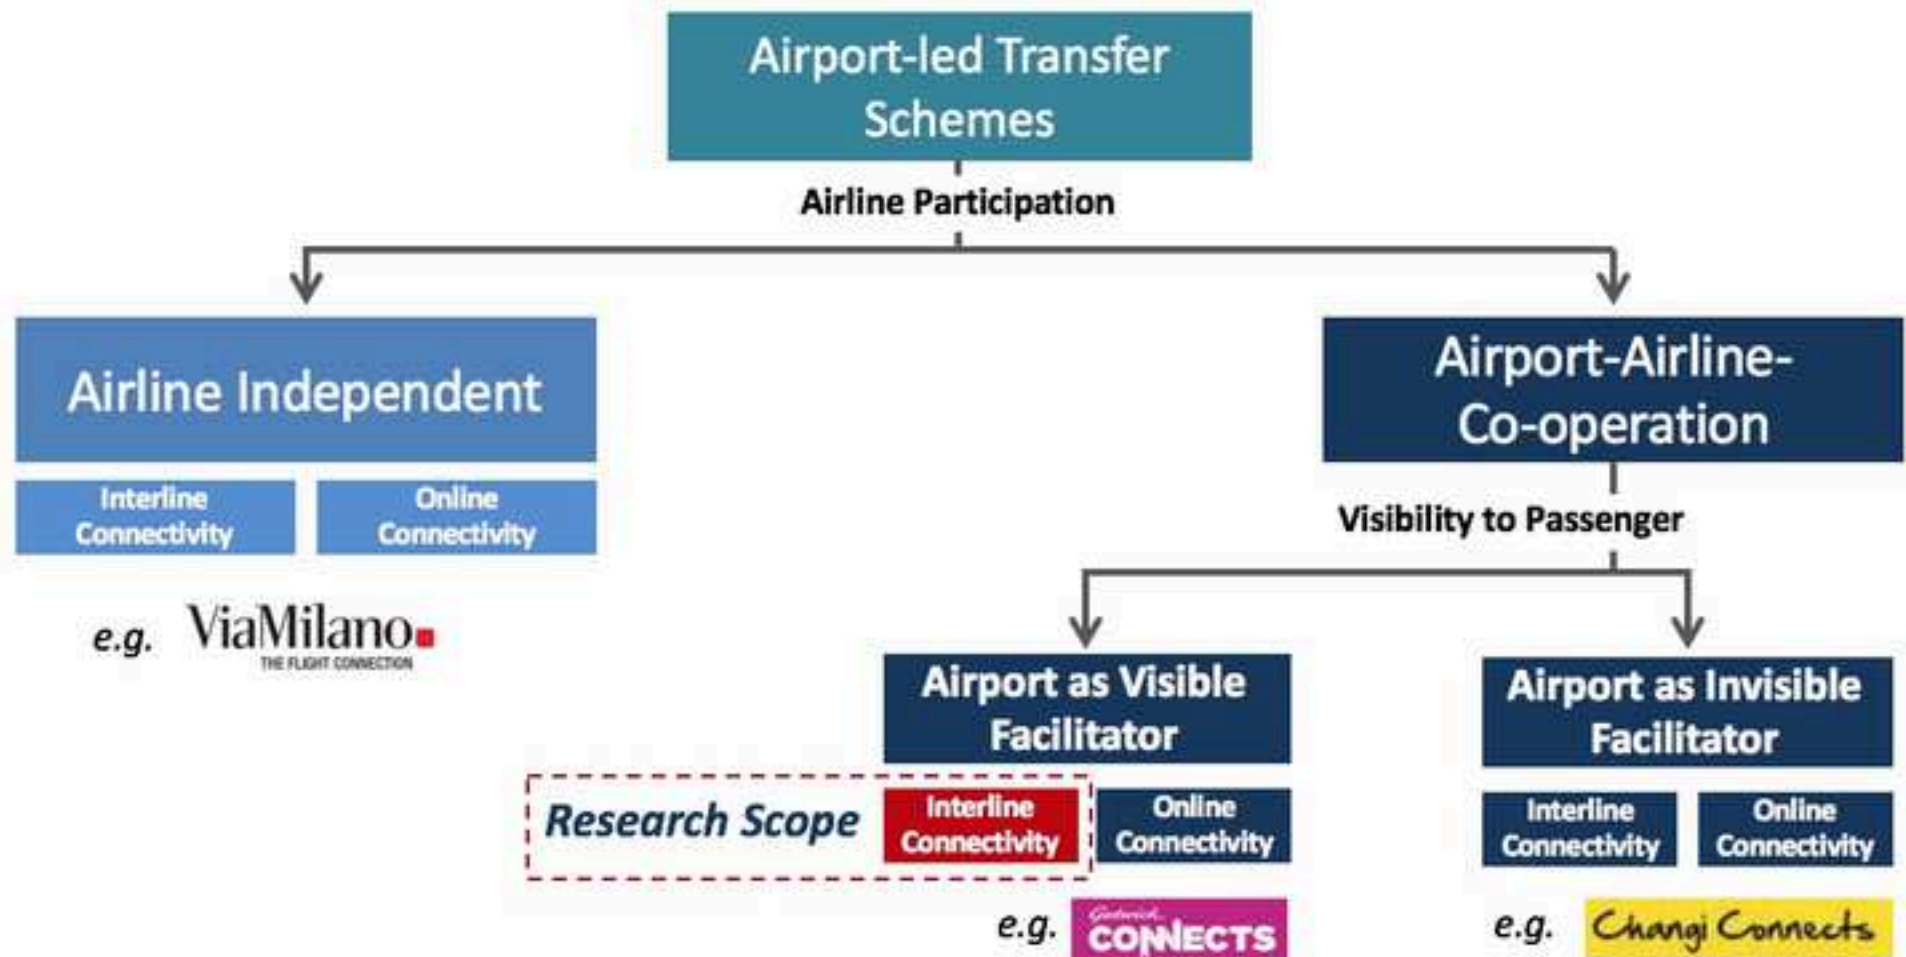 Airport-led Transfer
Schemes
Airline Participation
Airline Independent
Interline
Connectivity
Online
Connectivity
e.g. ViaMilano
THE FLIGHT CONNECTION
Airport-Airline-
Co-operation
Visibility to Passenger
Airport as Visible
Facilitator
Research Scope
Interline
Connectivity
Online
Connectivity
e.g. Gatwick
CONNECTS
Airport as Invisible
Facilitator
Interline
Connectivity
Online
Connectivity
e.g. Changi Connects